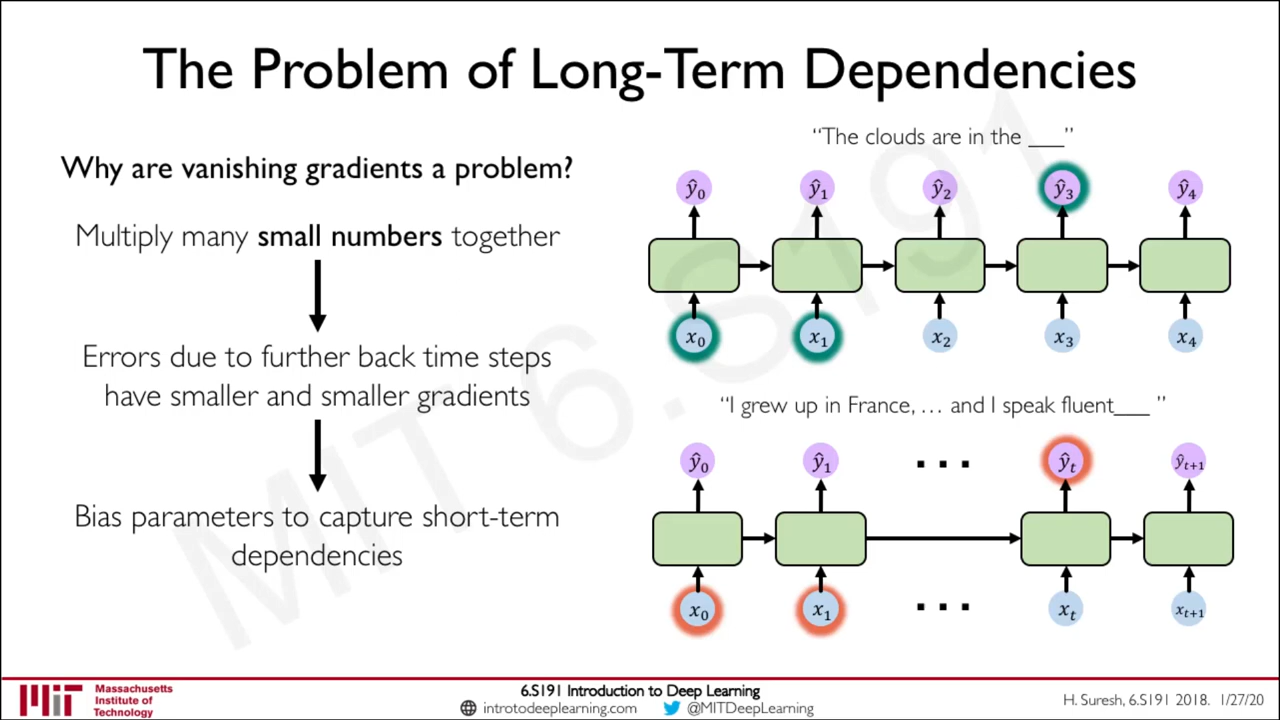 The Problem of Long-Term Dependencies
Why are vanishing gradients a problem?
Multiply many small numbers together
Errors due to further back time steps
have smaller and smaller gradients
Bias parameters to capture short-term
dependencies
“The clouds are in the ___”
ŷ₀ ŷ₁ ŷ₂ ŷ₃ ŷ₄
x₀ x₁ x₂ x₃ x₄
“I grew up in France, … and I speak fluent___ ”
ŷ₀ ŷ₁ ... ŷₜ ŷₜ₊₁
x₀ x₁ ... xₜ xₜ₊₁
MIT 6.S191
MIT
Massachusetts
Institute of
Technology
6.S191 Introduction to Deep Learning
introtodeeplearning.com @MITDeepLearning
H. Suresh, 6.S191 2018. 1/27/20